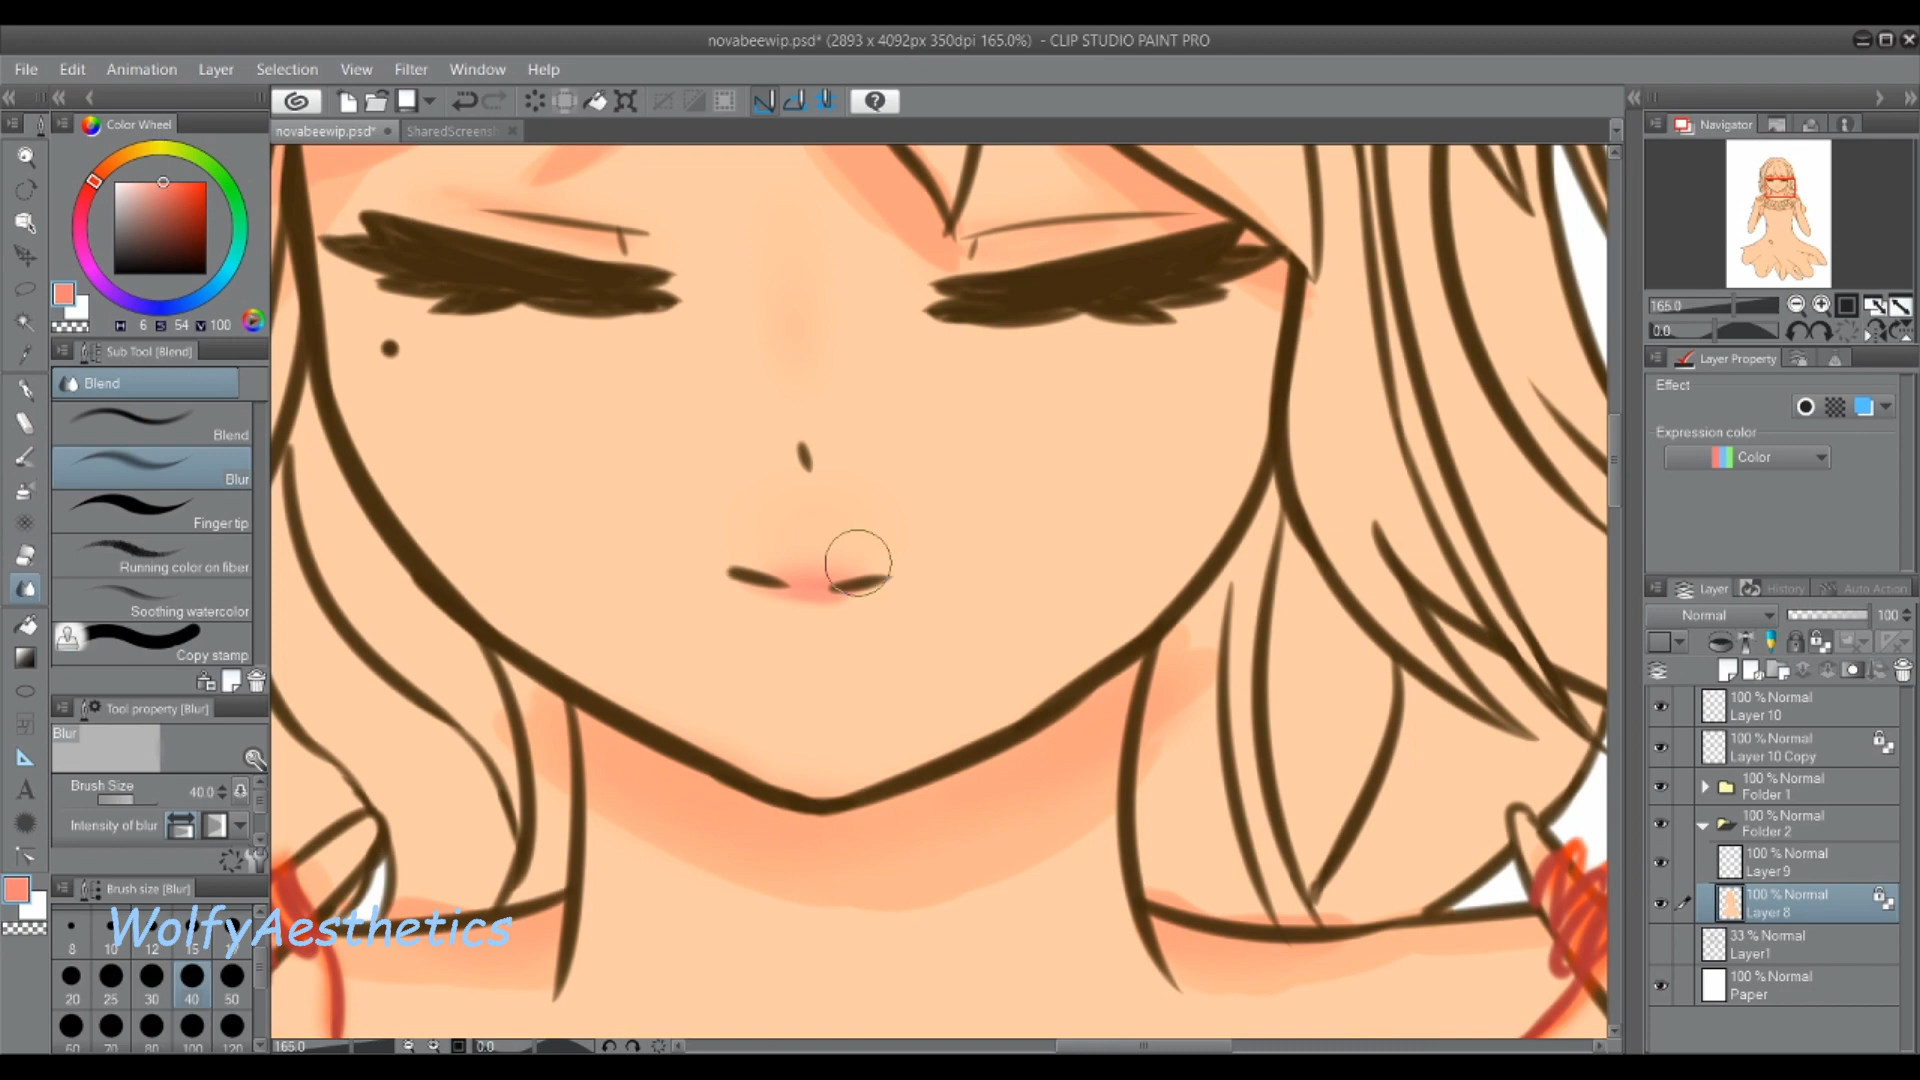 novabeewip.psd* (2893 x 4092px 350dpi 165.0%) - CLIP STUDIO PAINT PRO
File Edit Animation Layer Selection View Filter Window Help
Color Wheel
novabeewip.psd*
SharedScreensh
Navigator
H 6 S 54 V 100
165.0
0.0
Sub Tool [Blend]
Layer Property
Blend
Effect
Blend
Expression color
Color
Blur
Finger tip
Running color on fiber
Soothing watercolor
Copy stamp
Layer History Auto Action
Normal 100
Tool property [Blur]
Blur
Brush Size 40.0
Intensity of blur
100 % Normal
Layer 10
100 % Normal
Layer 10 Copy
100 % Normal
Folder 1
100 % Normal
Folder 2
100 % Normal
Layer 9
100 % Normal
Layer 8
33 % Normal
Layer1
100 % Normal
Paper
Brush size [Blur]
WolfyAesthetics
8 10 12 15
20 25 30 40 50
60 70 80 100 120
165.0 0.0